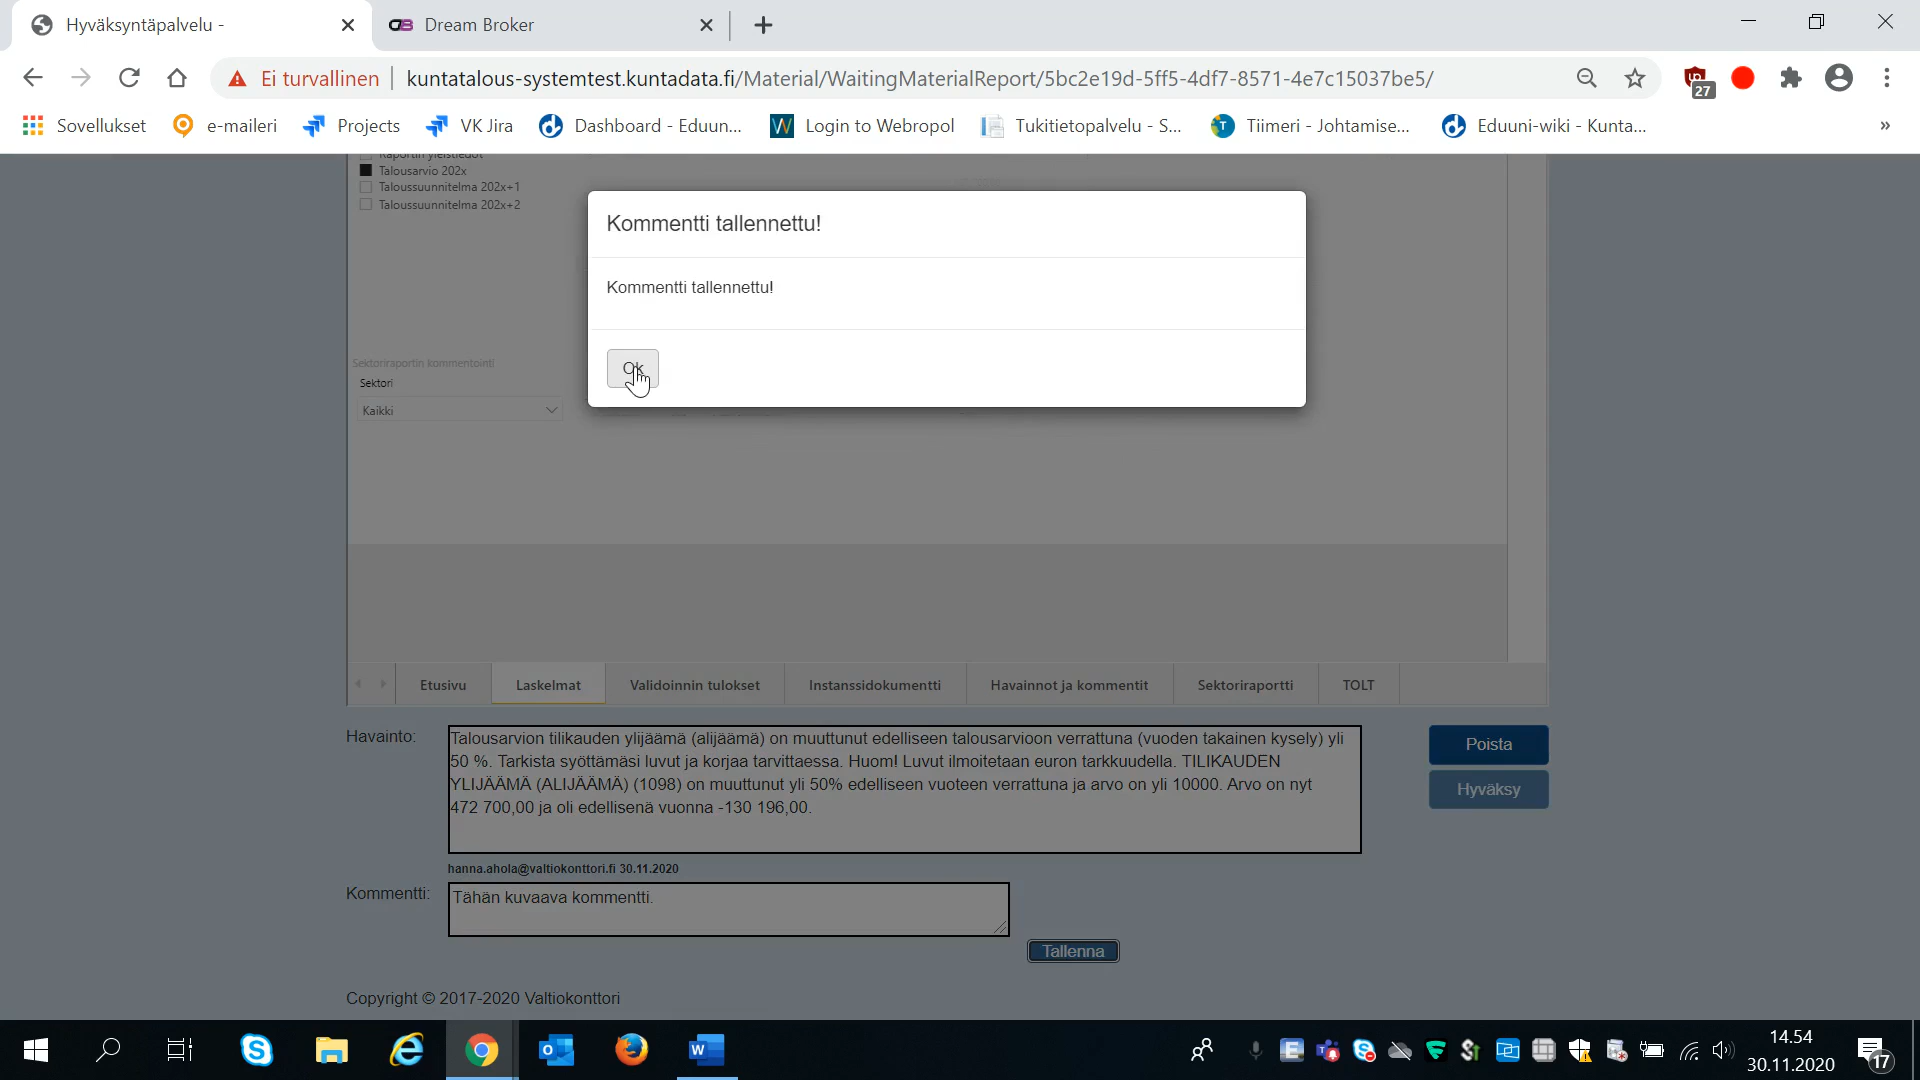 Hyväksyntäpalvelu -
Dream Broker
Ei turvallinen
kuntatalous-systemtest.kuntadata.fi/Material/WaitingMaterialReport/5bc2e19d-5ff5-4df7-8571-4e7c15037be5/
27
Sovellukset
e-maileri
Projects
VK Jira
Dashboard - Eduun...
Login to Webropol
Tukitietopalvelu - S...
Tiimeri - Johtamise...
Eduuni-wiki - Kunta...
»
Raportin yleistiedot
Talousarvio 202x
Taloussuunnitelma 202x+1
Taloussuunnitelma 202x+2
Kommentti tallennettu!
Kommentti tallennettu!
Ok
Sektoriraportin kommentointi
Sektori
Kaikki
Etusivu
Laskelmat
Validoinnin tulokset
Instanssidokumentti
Havainnot ja kommentit
Sektoriraportti
TOLT
Havainto:
Talousarvion tilikauden ylijäämä (alijäämä) on muuttunut edelliseen talousarvioon verrattuna (vuoden takainen kysely) yli
50 %. Tarkista syöttämäsi luvut ja korjaa tarvittaessa. Huom! Luvut ilmoitetaan euron tarkkuudella. TILIKAUDEN
YLIJÄÄMÄ (ALIJÄÄMÄ) (1098) on muuttunut yli 50% edelliseen vuoteen verrattuna ja arvo on yli 10000. Arvo on nyt
472 700,00 ja oli edellisenä vuonna -130 196,00.
Poista
Hyväksy
hanna.ahola@valtiokonttori.fi 30.11.2020
Kommentti:
Tähän kuvaava kommentti.
Tallenna
Copyright © 2017-2020 Valtiokonttori
14.54
30.11.2020
17